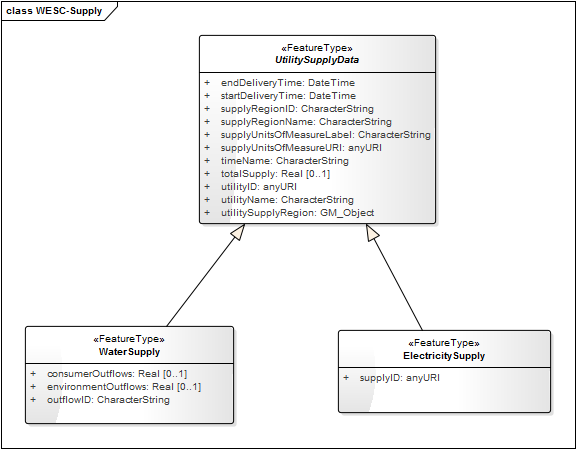 class WESC-Supply
«FeatureType»
UtilitySupplyData
+ endDeliveryTime: DateTime
+ startDeliveryTime: DateTime
+ supplyRegionID: CharacterString
+ supplyRegionName: CharacterString
+ supplyUnitsOfMeasureLabel: CharacterString
+ supplyUnitsOfMeasureURI: anyURI
+ timeName: CharacterString
+ totalSupply: Real [0..1]
+ utilityID: anyURI
+ utilityName: CharacterString
+ utilitySupplyRegion: GM_Object
«FeatureType»
WaterSupply
+ consumerOutflows: Real [0..1]
+ environmentOutflows: Real [0..1]
+ outflowID: CharacterString
«FeatureType»
ElectricitySupply
+ supplyID: anyURI